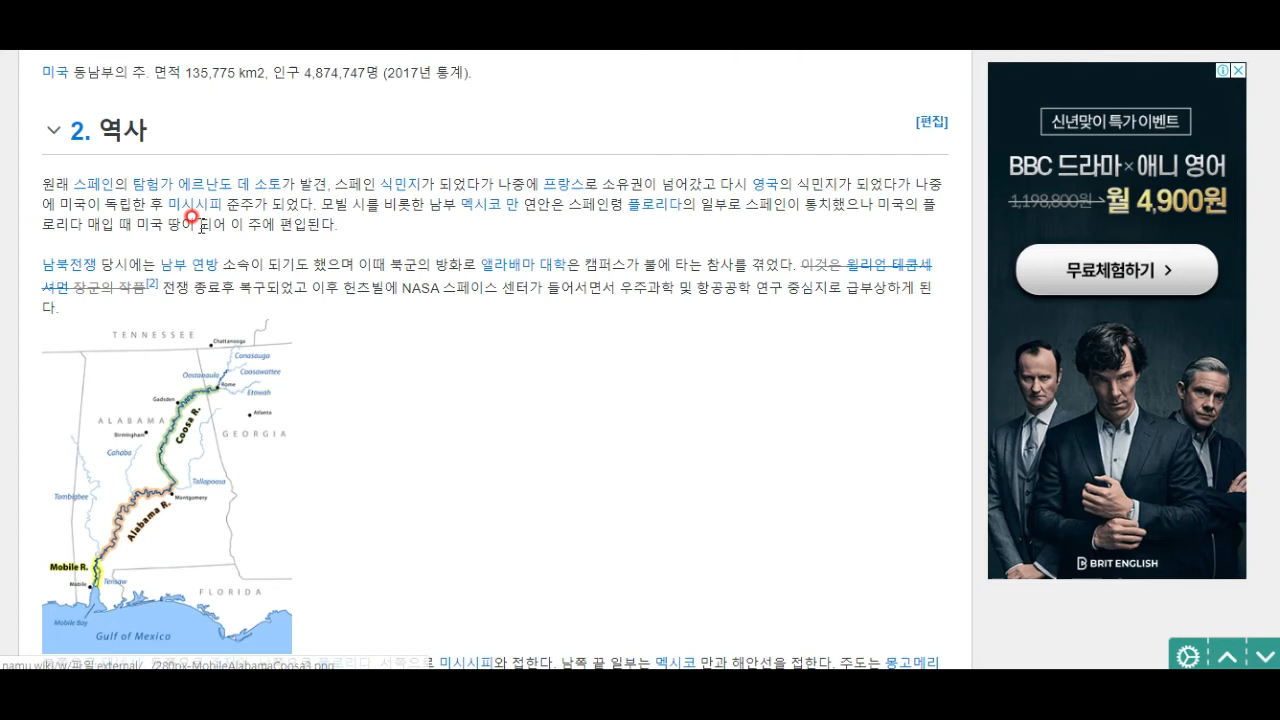 미국 동남부의 주. 면적 135,775 km2, 인구 4,874,747명 (2017년 통계).
2. 역사
[편집]
원래 스페인의 탐험가 에르난도 데 소토가 발견, 스페인 식민지가 되었다가 나중에 프랑스로 소유권이 넘어갔고 다시 영국의 식민지가 되었다가 나중
에 미국이 독립한 후 미시시피 준주가 되었다. 모빌 시를 비롯한 남부 멕시코 만 연안은 스페인령 플로리다의 일부로 스페인이 통치했으나 미국의 플
로리다 매입 때 미국 땅이 되어 이 주에 편입된다.
남북전쟁 당시에는 남부 연방 소속이 되기도 했으며 이때 북군의 방화로 앨라배마 대학은 캠퍼스가 불에 타는 참사를 겪었다. 이것은 윌리엄 테쿰세
셔먼 장군의 작품[2] 전쟁 종료후 복구되었고 이후 헌츠빌에 NASA 스페이스 센터가 들어서면서 우주과학 및 항공공학 연구 중심지로 급부상하게 된
다.
TENNESSEE
Chattanooga
Conasauga
Oostanaula
Coosawattee
Rome
Etowah
Gadsden
Coosa R.
Atlanta
ALABAMA
GEORGIA
Birmingham
Cahaba
Tallapoosa
Tombigbee
Montgomery
Alabama R.
Mobile R.
Mobile
Tensaw
FLORIDA
Mobile Bay
Gulf of Mexico
미시시피와 접한다. 남쪽 끝 일부는 멕시코 만과 해안선을 접한다. 주도는 몽고메리
namu.wiki/w/파일:external/.../280px-MobileAlabamaCoosa3.png
신년맞이 특가 이벤트
BBC 드라마×애니 영어
1,198,800원 월 4,900원
무료체험하기 >
BRIT ENGLISH